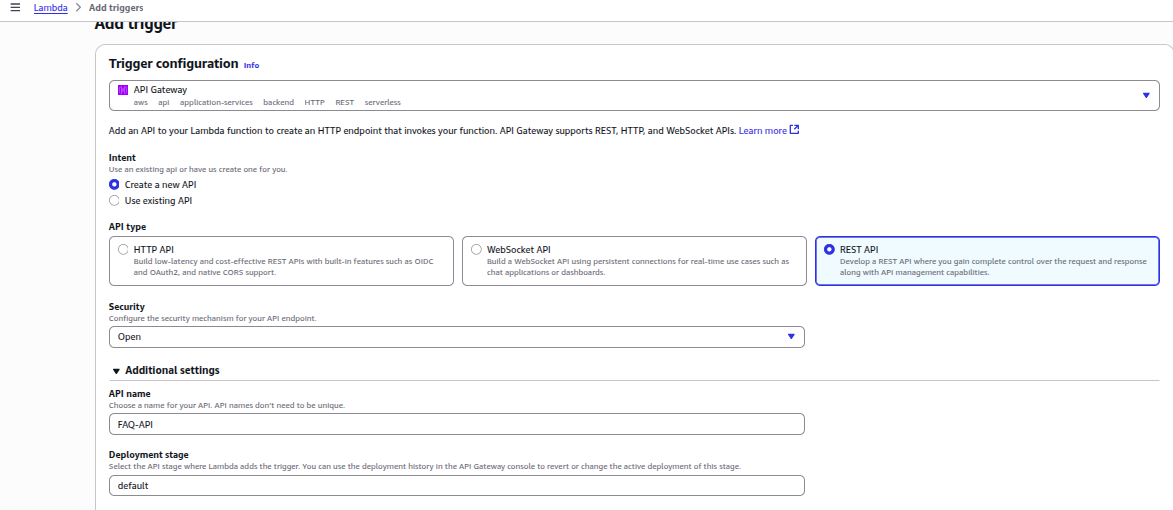 Lambda > Add triggers
Add trigger
Trigger configuration Info
API Gateway
aws api application-services backend HTTP REST serverless
Add an API to your Lambda function to create an HTTP endpoint that invokes your function. API Gateway supports REST, HTTP, and WebSocket APIs. Learn more
Intent
Use an existing api or have us create one for you.
Create a new API
Use existing API
API type
HTTP API
Build low-latency and cost-effective REST APIs with built-in features such as OIDC
and OAuth2, and native CORS support.
WebSocket API
Build a WebSocket API using persistent connections for real-time use cases such as
chat applications or dashboards.
REST API
Develop a REST API where you gain complete control over the request and response
along with API management capabilities.
Security
Configure the security mechanism for your API endpoint.
Open
Additional settings
API name
Choose a name for your API. API names don't need to be unique.
FAQ-API
Deployment stage
Select the API stage where Lambda adds the trigger. You can use the deployment history in the API Gateway console to revert or change the active deployment of this stage.
default